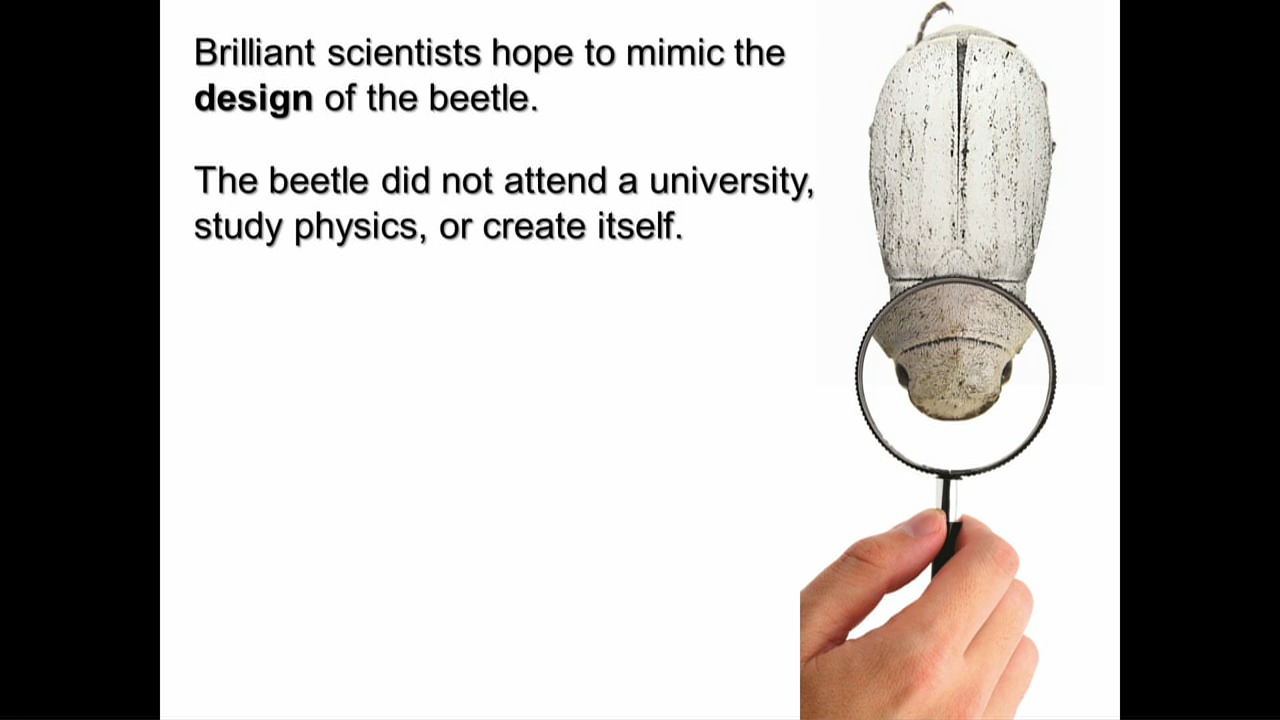 Brilliant scientists hope to mimic the
design of the beetle.
The beetle did not attend a university,
study physics, or create itself.